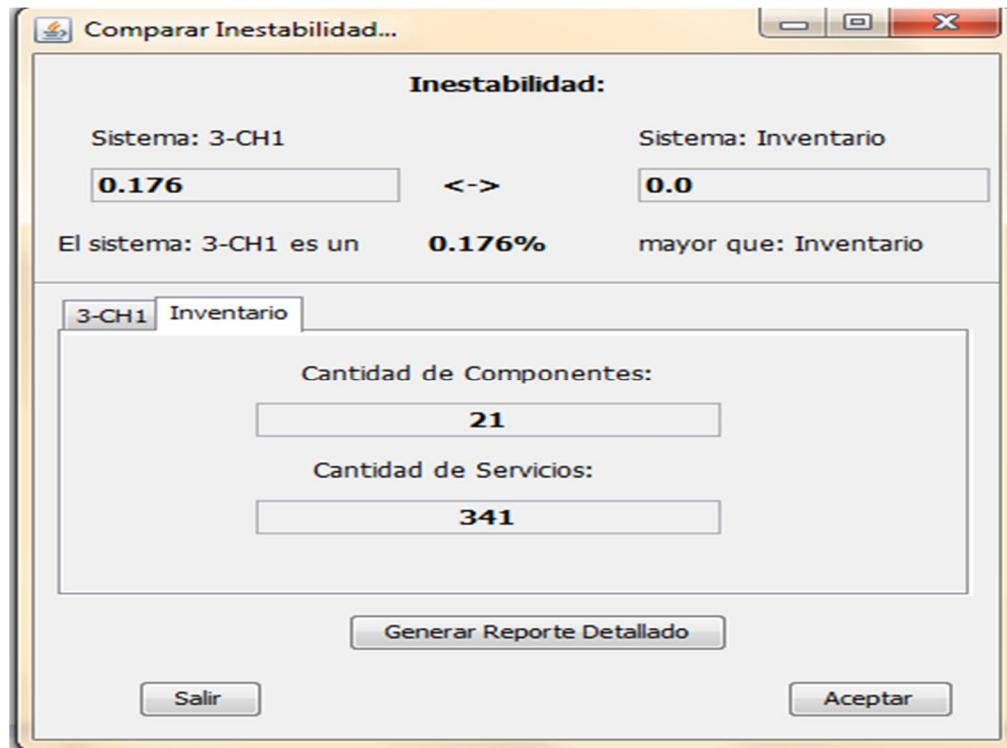 Comparar Inestabilidad...
Inestabilidad:
Sistema: 3-CH1 Sistema: Inventario
0.176 <-> 0.0
El sistema: 3-CH1 es un 0.176% mayor que: Inventario
3-CH1 Inventario
Cantidad de Componentes:
21
Cantidad de Servicios:
341
Generar Reporte Detallado
Salir Aceptar